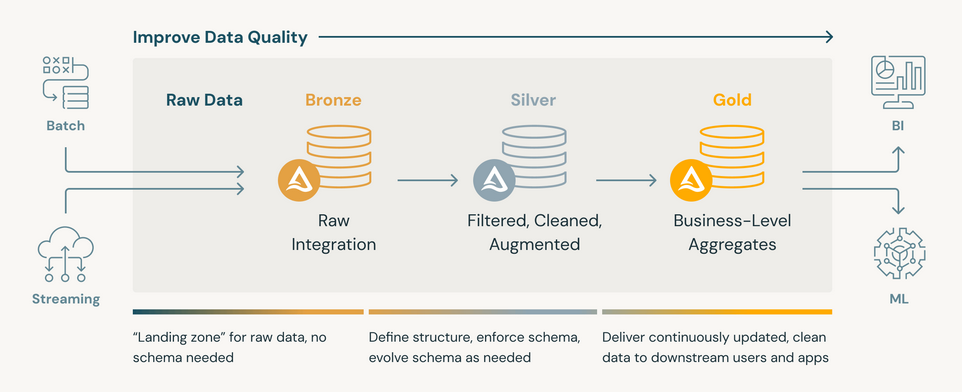 Improve Data Quality
Batch
Streaming
Raw Data
Bronze
Raw
Integration
Silver
Filtered, Cleaned,
Augmented
Gold
Business-Level
Aggregates
BI
ML
“Landing zone” for raw data, no
schema needed
Define structure, enforce schema,
evolve schema as needed
Deliver continuously updated, clean
data to downstream users and apps